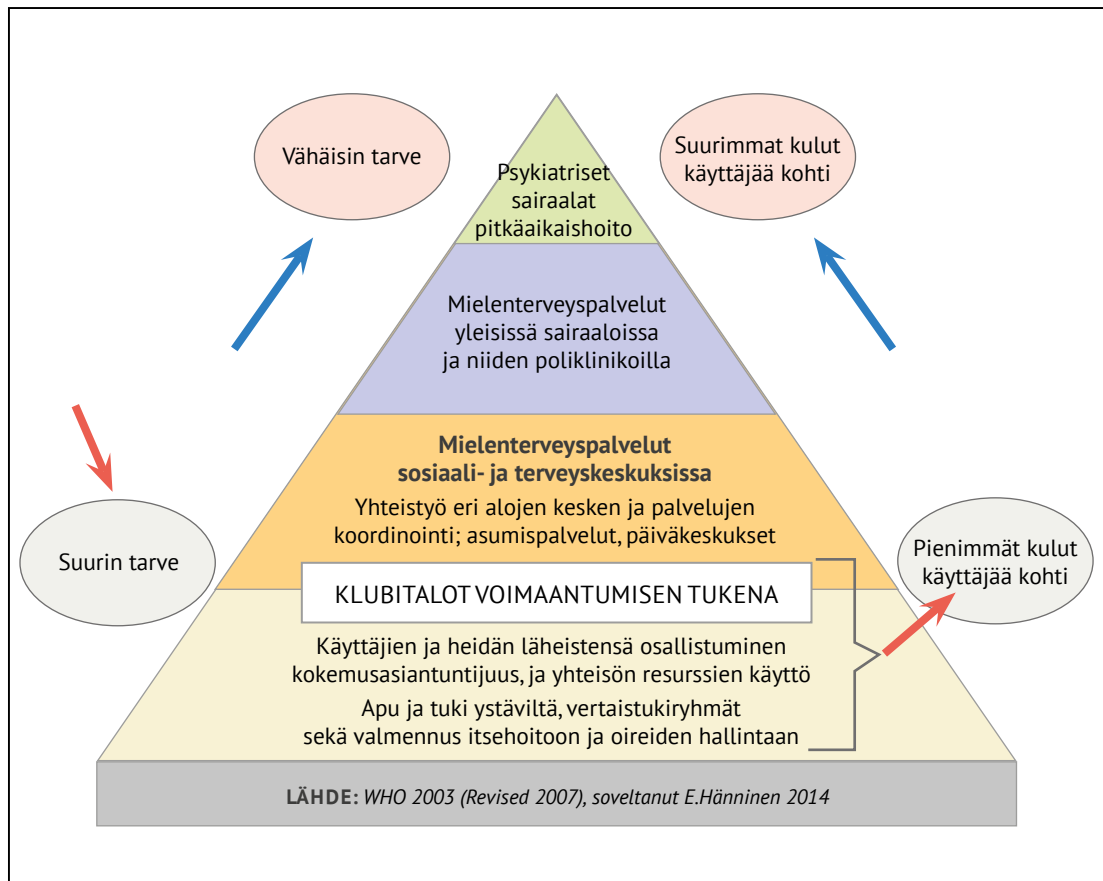 Vähäisin tarve
Suurimmat kulut
käyttäjää kohti
Psykiatriset
sairaalat
pitkäaikaishoito
Mielenterveyspalvelut
yleisissä sairaaloissa
ja niiden poliklinikoilla
Mielenterveyspalvelut
sosiaali- ja terveyskeskuksissa
Yhteistyö eri alojen kesken ja palvelujen
koordinointi; asumispalvelut, päiväkeskukset
Suurin tarve
Pienimmät kulut
käyttäjää kohti
KLUBITALOT VOIMAANTUMISEN TUKENA
Käyttäjien ja heidän läheistensä osallistuminen
kokemusasiantuntijuus, ja yhteisön resurssien käyttö
Apu ja tuki ystäviltä, vertaistukiryhmät
sekä valmennus itsehoitoon ja oireiden hallintaan
LÄHDE: WHO 2003 (Revised 2007), soveltanut E.Hänninen 2014